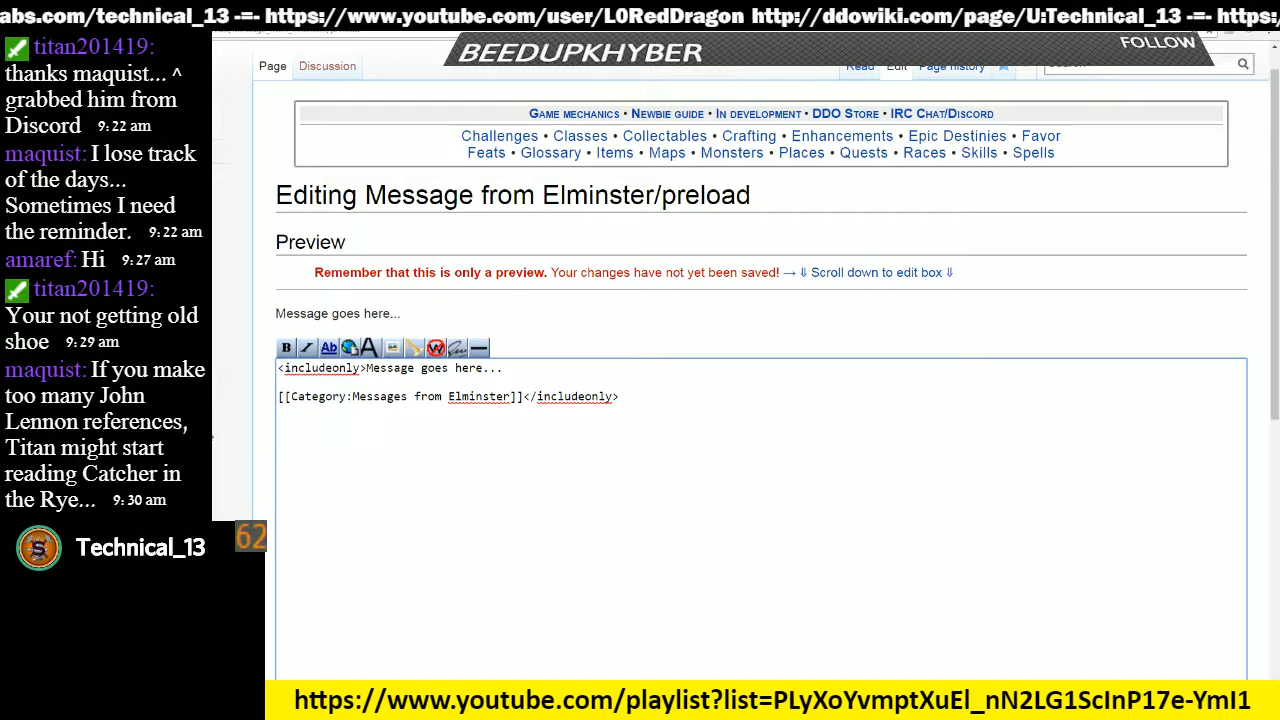 abs.com/technical_13 -=- https://www.youtube.com/user/L0RedDragon http://ddowiki.com/page/U:Technical_13 -=- https:
titan201419:
thanks maquist... ^
grabbed him from
Discord 9:22 am
maquist: I lose track
of the days...
Sometimes I need
the reminder. 9:22 am
amaref: Hi 9:27 am
titan201419:
Your not getting old
shoe 9:29 am
maquist: If you make
too many John
Lennon references,
Titan might start
reading Catcher in
the Rye... 9:30 am
Technical_13
62
BEEDUPKHYBER
FOLLOW
Page Discussion Read Edit Page history
Game mechanics • Newbie guide • In development • DDO Store • IRC Chat/Discord
Challenges • Classes • Collectables • Crafting • Enhancements • Epic Destinies • Favor
Feats • Glossary • Items • Maps • Monsters • Places • Quests • Races • Skills • Spells
Editing Message from Elminster/preload
Preview
Remember that this is only a preview. Your changes have not yet been saved! → ⇓ Scroll down to edit box ⇓
Message goes here...
B I Ab A W
<includeonly>Message goes here...
[[Category:Messages from Elminster]]</includeonly>
https://www.youtube.com/playlist?list=PLyXoYvmptXuEl_nN2LG1ScInP17e-YmI1